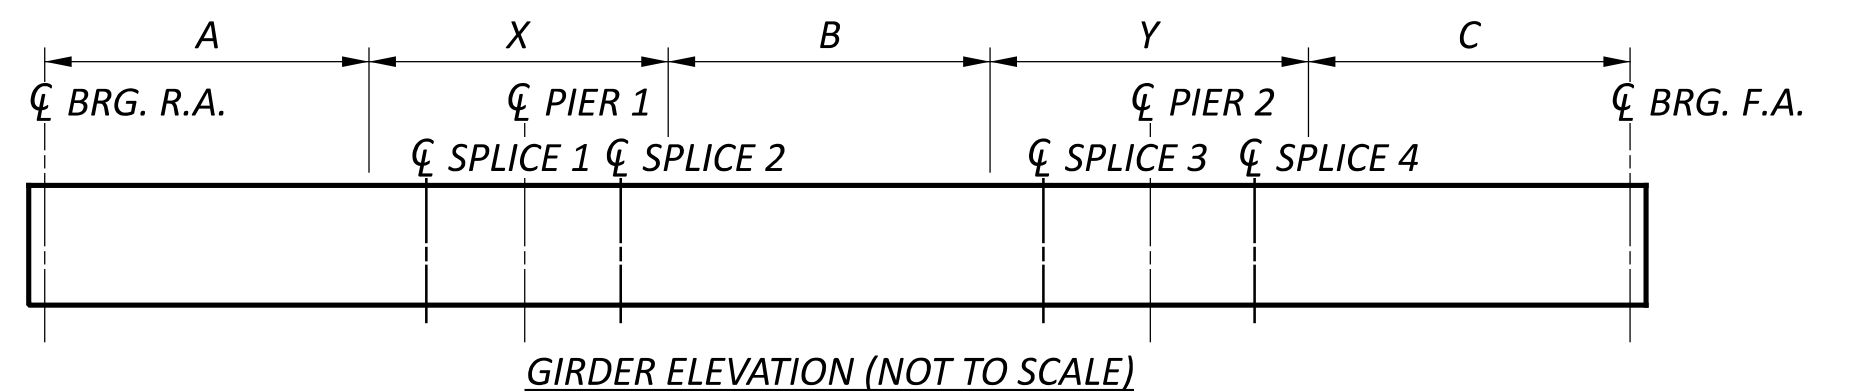 A X B Y C
℄ BRG. R.A. ℄ PIER 1 ℄ PIER 2 ℄ BRG. F.A.
℄ SPLICE 1 ℄ SPLICE 2 ℄ SPLICE 3 ℄ SPLICE 4
GIRDER ELEVATION (NOT TO SCALE)